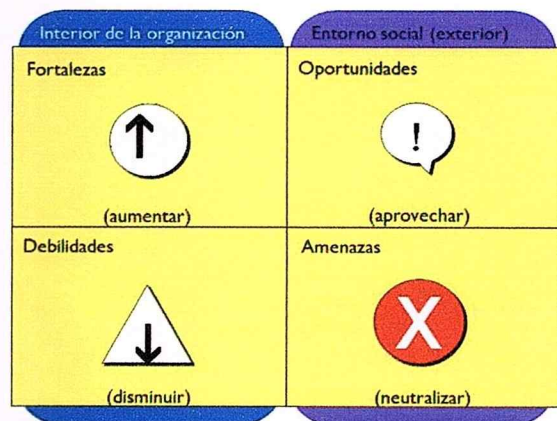 Interior de la organización
Entorno social (exterior)
Fortalezas
(aumentar)
Oportunidades
!
(aprovechar)
Debilidades
(disminuir)
Amenazas
X
(neutralizar)